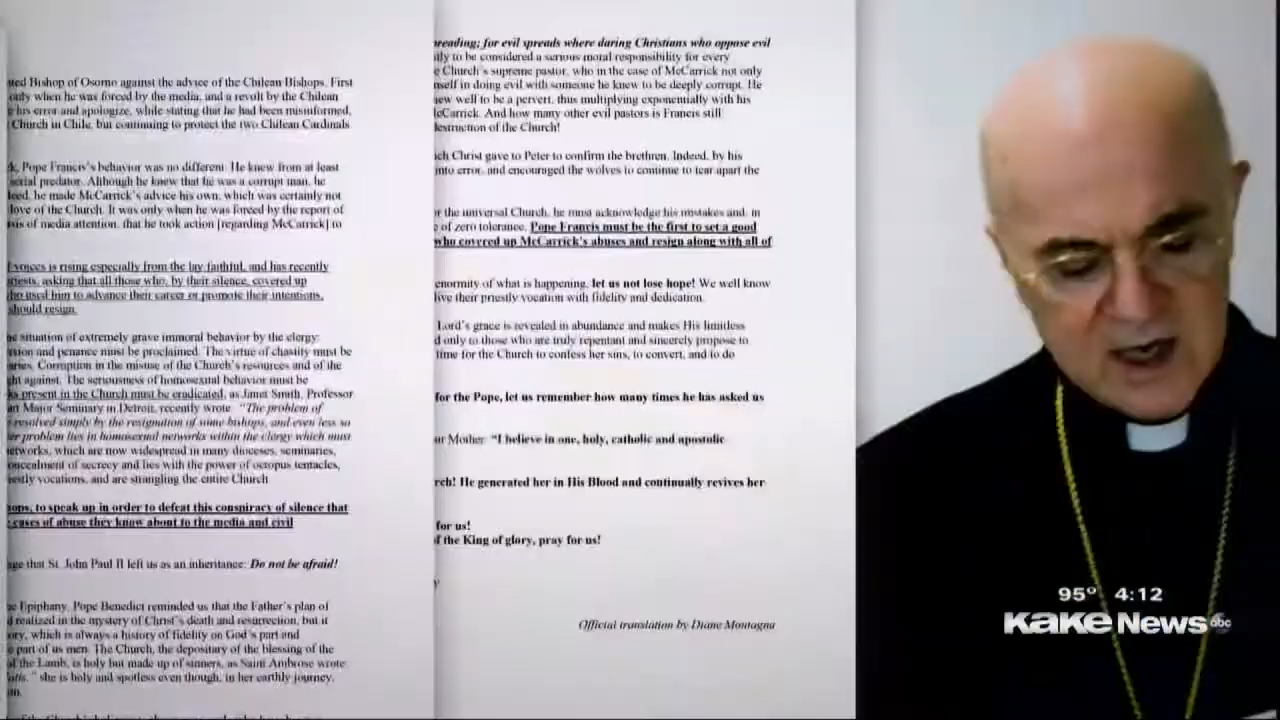 ted Bishop of Osorno against the advice of the Chilean Bishops. First
only when he was forced by the media, and a revolt by the Chilean
his error and apologize, while stating that he had been misinformed,
Church in Chile, but continuing to protect the two Chilean Cardinals
k, Pope Francis's behavior was no different. He knew from at least
serial predator. Although he knew that he was a corrupt man, he
deed, he made McCarrick's advice his own, which was certainly not
love of the Church. It was only when he was forced by the report of
sis of media attention, that he took action [regarding McCarrick] to
f voices is rising especially from the lay faithful, and has recently
iests, asking that all those who, by their silence, covered up
ho used him to advance their career or promote their intentions,
should resign.
he situation of extremely grave immoral behavior by the clergy:
sion and penance must be proclaimed. The virtue of chastity must be
aries. Corruption in the misuse of the Church's resources and of the
ht against. The seriousness of homosexual behavior must be
ks present in the Church must be eradicated, as Janet Smith, Professor
rt Major Seminary in Detroit, recently wrote. "The problem of
resolved simply by the resignation of some bishops, and even less so
er problem lies in homosexual networks within the clergy which must
etworks, which are now widespread in many dioceses, seminaries,
oncealment of secrecy and lies with the power of octopus tentacles,
estly vocations, and are strangling the entire Church
ops, to speak up in order to defeat this conspiracy of silence that
cases of abuse they know about to the media and civil
ge that St. John Paul II left us as an inheritance: Do not be afraid!
e Epiphany, Pope Benedict reminded us that the Father's plan of
d realized in the mystery of Christ's death and resurrection, but it
ory, which is always a history of fidelity on God's part and
part of us men. The Church, the depositary of the blessing of the
of the Lamb, is holy but made up of sinners, as Saint Ambrose wrote
" she is holy and spotless even though, in her earthly journey,
preading; for evil spreads where daring Christians who oppose evil
tly to be considered a serious moral responsibility for every
e Church's supreme pastor, who in the case of McCarrick not only
mself in doing evil with someone he knew to be deeply corrupt. He
ew well to be a pervert, thus multiplying exponentially with his
McCarrick. And how many other evil pastors is Francis still
destruction of the Church!
ich Christ gave to Peter to confirm the brethren. Indeed, by his
into error, and encouraged the wolves to continue to tear apart the
r the universal Church, he must acknowledge his mistakes and, in
e of zero tolerance, Pope Francis must be the first to set a good
who covered up McCarrick's abuses and resign along with all of
enormity of what is happening, let us not lose hope! We well know
live their priestly vocation with fidelity and dedication.
Lord's grace is revealed in abundance and makes His limitless
d only to those who are truly repentant and sincerely propose to
time for the Church to confess her sins, to convert, and to do
for the Pope, let us remember how many times he has asked us
ur Mother: "I believe in one, holy, catholic and apostolic
rch! He generated her in His Blood and continually revives her
for us!
of the King of glory, pray for us!
Official translation by Diane Montagna
95° 4:12
KAKE News abc